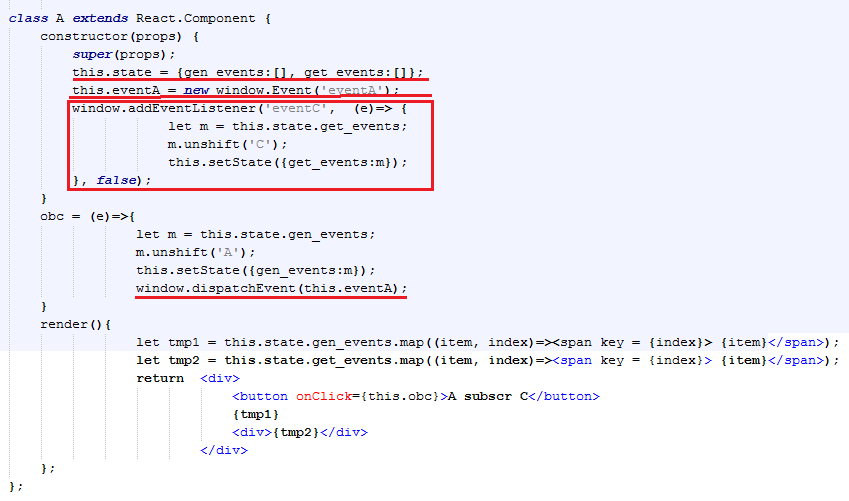 class A extends React.Component {
constructor(props) {
super(props);
this.state = {gen_events:[], get_events:[]};
this.eventA = new window.Event('eventA');
window.addEventListener('eventC', (e)=> {
let m = this.state.get_events;
m.unshift('C');
this.setState({get_events:m});
}, false);
}
obc = (e)=>{
let m = this.state.gen_events;
m.unshift('A');
this.setState({gen_events:m});
window.dispatchEvent(this.eventA);
}
render(){
let tmp1 = this.state.gen_events.map((item, index)=><span key = {index}> {item}</span>);
let tmp2 = this.state.get_events.map((item, index)=><span key = {index}> {item}</span>);
return <div>
<button onClick={this.obc}>A subscr C</button>
{tmp1}
<div>{tmp2}</div>
</div>
};
};